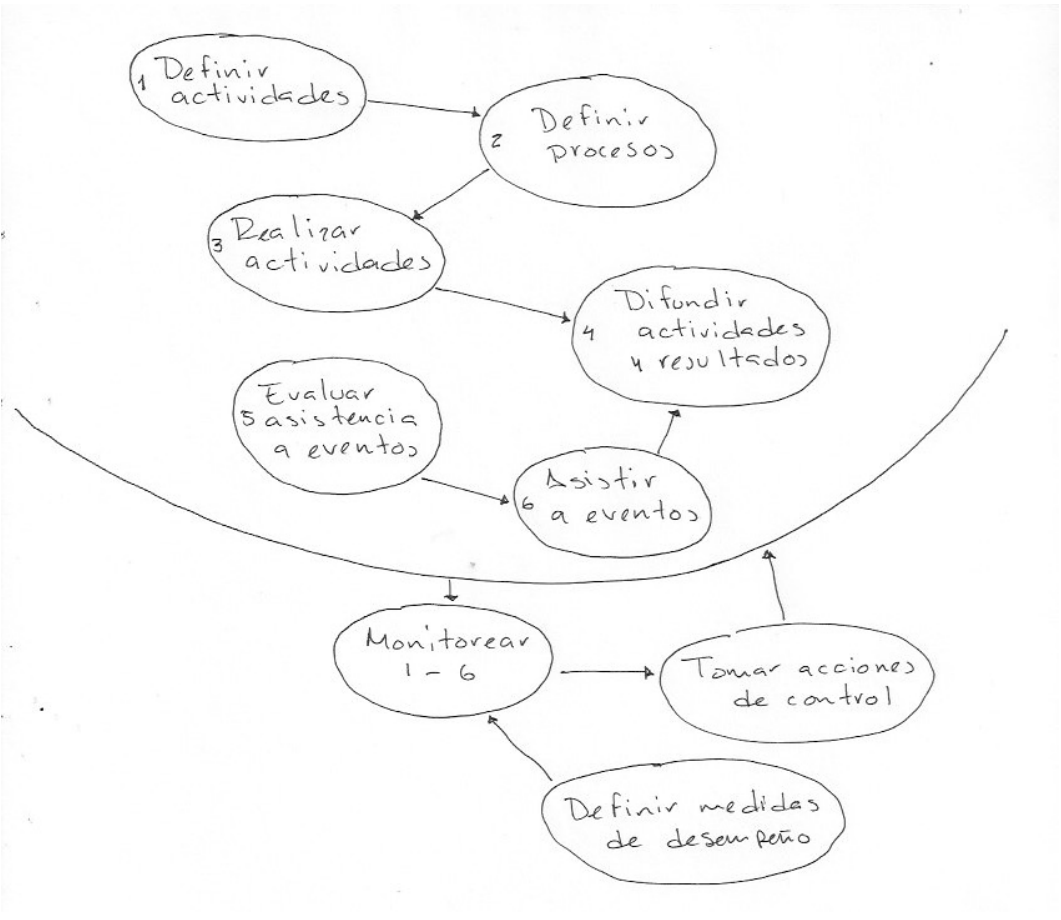 1 Definir
actividades
2 Definir
procesos
3 Realizar
actividades
4 Difundir
actividades
y resultados
Evaluar
5 asistencia
a eventos
6 Asistir
a eventos
Monitorear
1 - 6
Tomar acciones
de control
Definir medidas
de desempeño